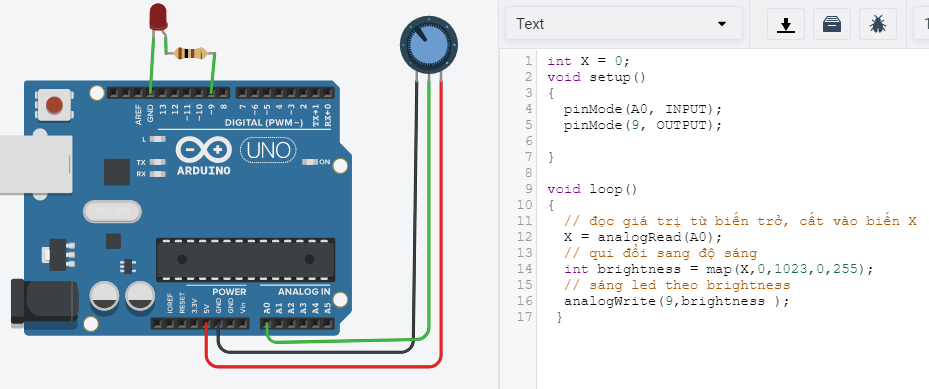 Text
1
1 int X = 0;
2 void setup()
3 {
4 pinMode(A0, INPUT);
5 pinMode(9, OUTPUT);
6
7 }
8
9 void loop()
10 {
11 // đọc giá trị từ biến trở, cất vào biến X
12 X = analogRead(A0);
13 // qui đổi sang độ sáng
14 int brightness = map(X,0,1023,0,255);
15 // sáng led theo brightness
16 analogWrite(9,brightness );
17 }
AREF GND 13 12 ~11 ~10 ~9 8 7 ~6 ~5 4 ~3 2 TX→1 RX←0
DIGITAL (PWM~)
L
TX
RX
UNO
ON
ARDUINO
POWER
ANALOG IN
IOREF RESET 3.3V 5V GND GND Vin A0 A1 A2 A3 A4 A5